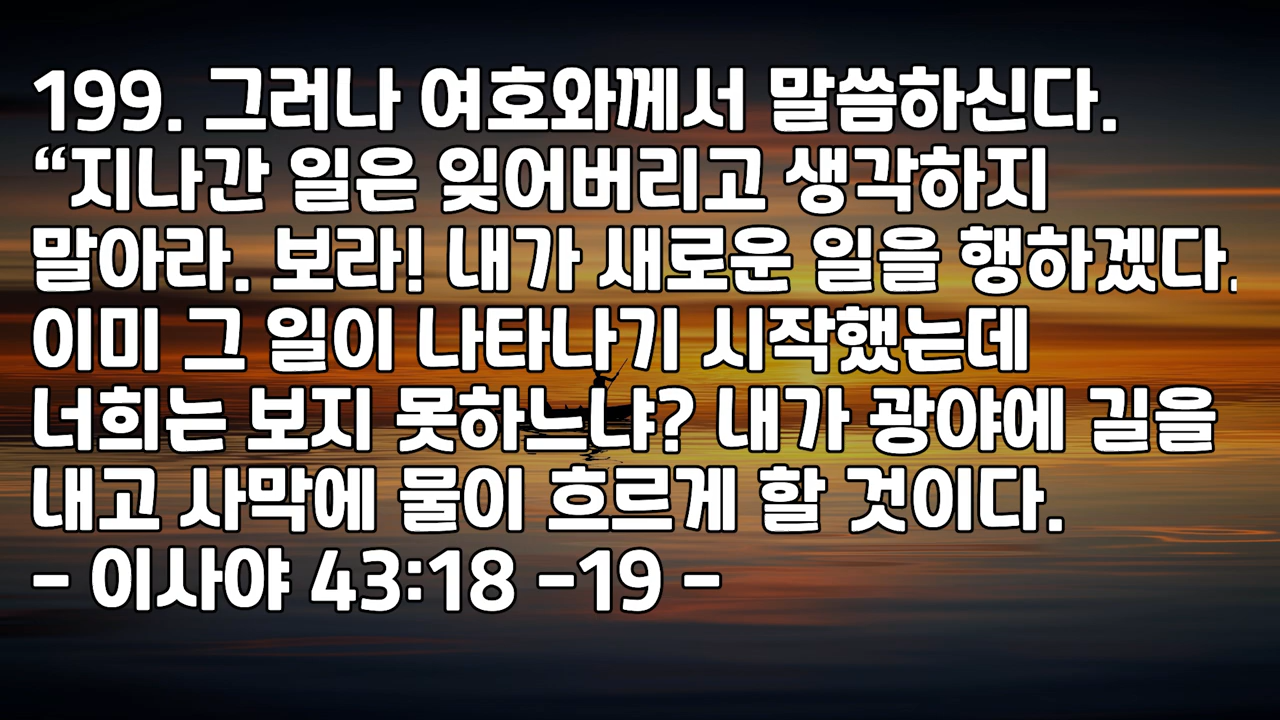 199. 그러나 여호와께서 말씀하신다.
“지나간 일은 잊어버리고 생각하지
말아라. 보라! 내가 새로운 일을 행하겠다.
이미 그 일이 나타나기 시작했는데
너희는 보지 못하느냐? 내가 광야에 길을
내고 사막에 물이 흐르게 할 것이다.
- 이사야 43:18 -19 -